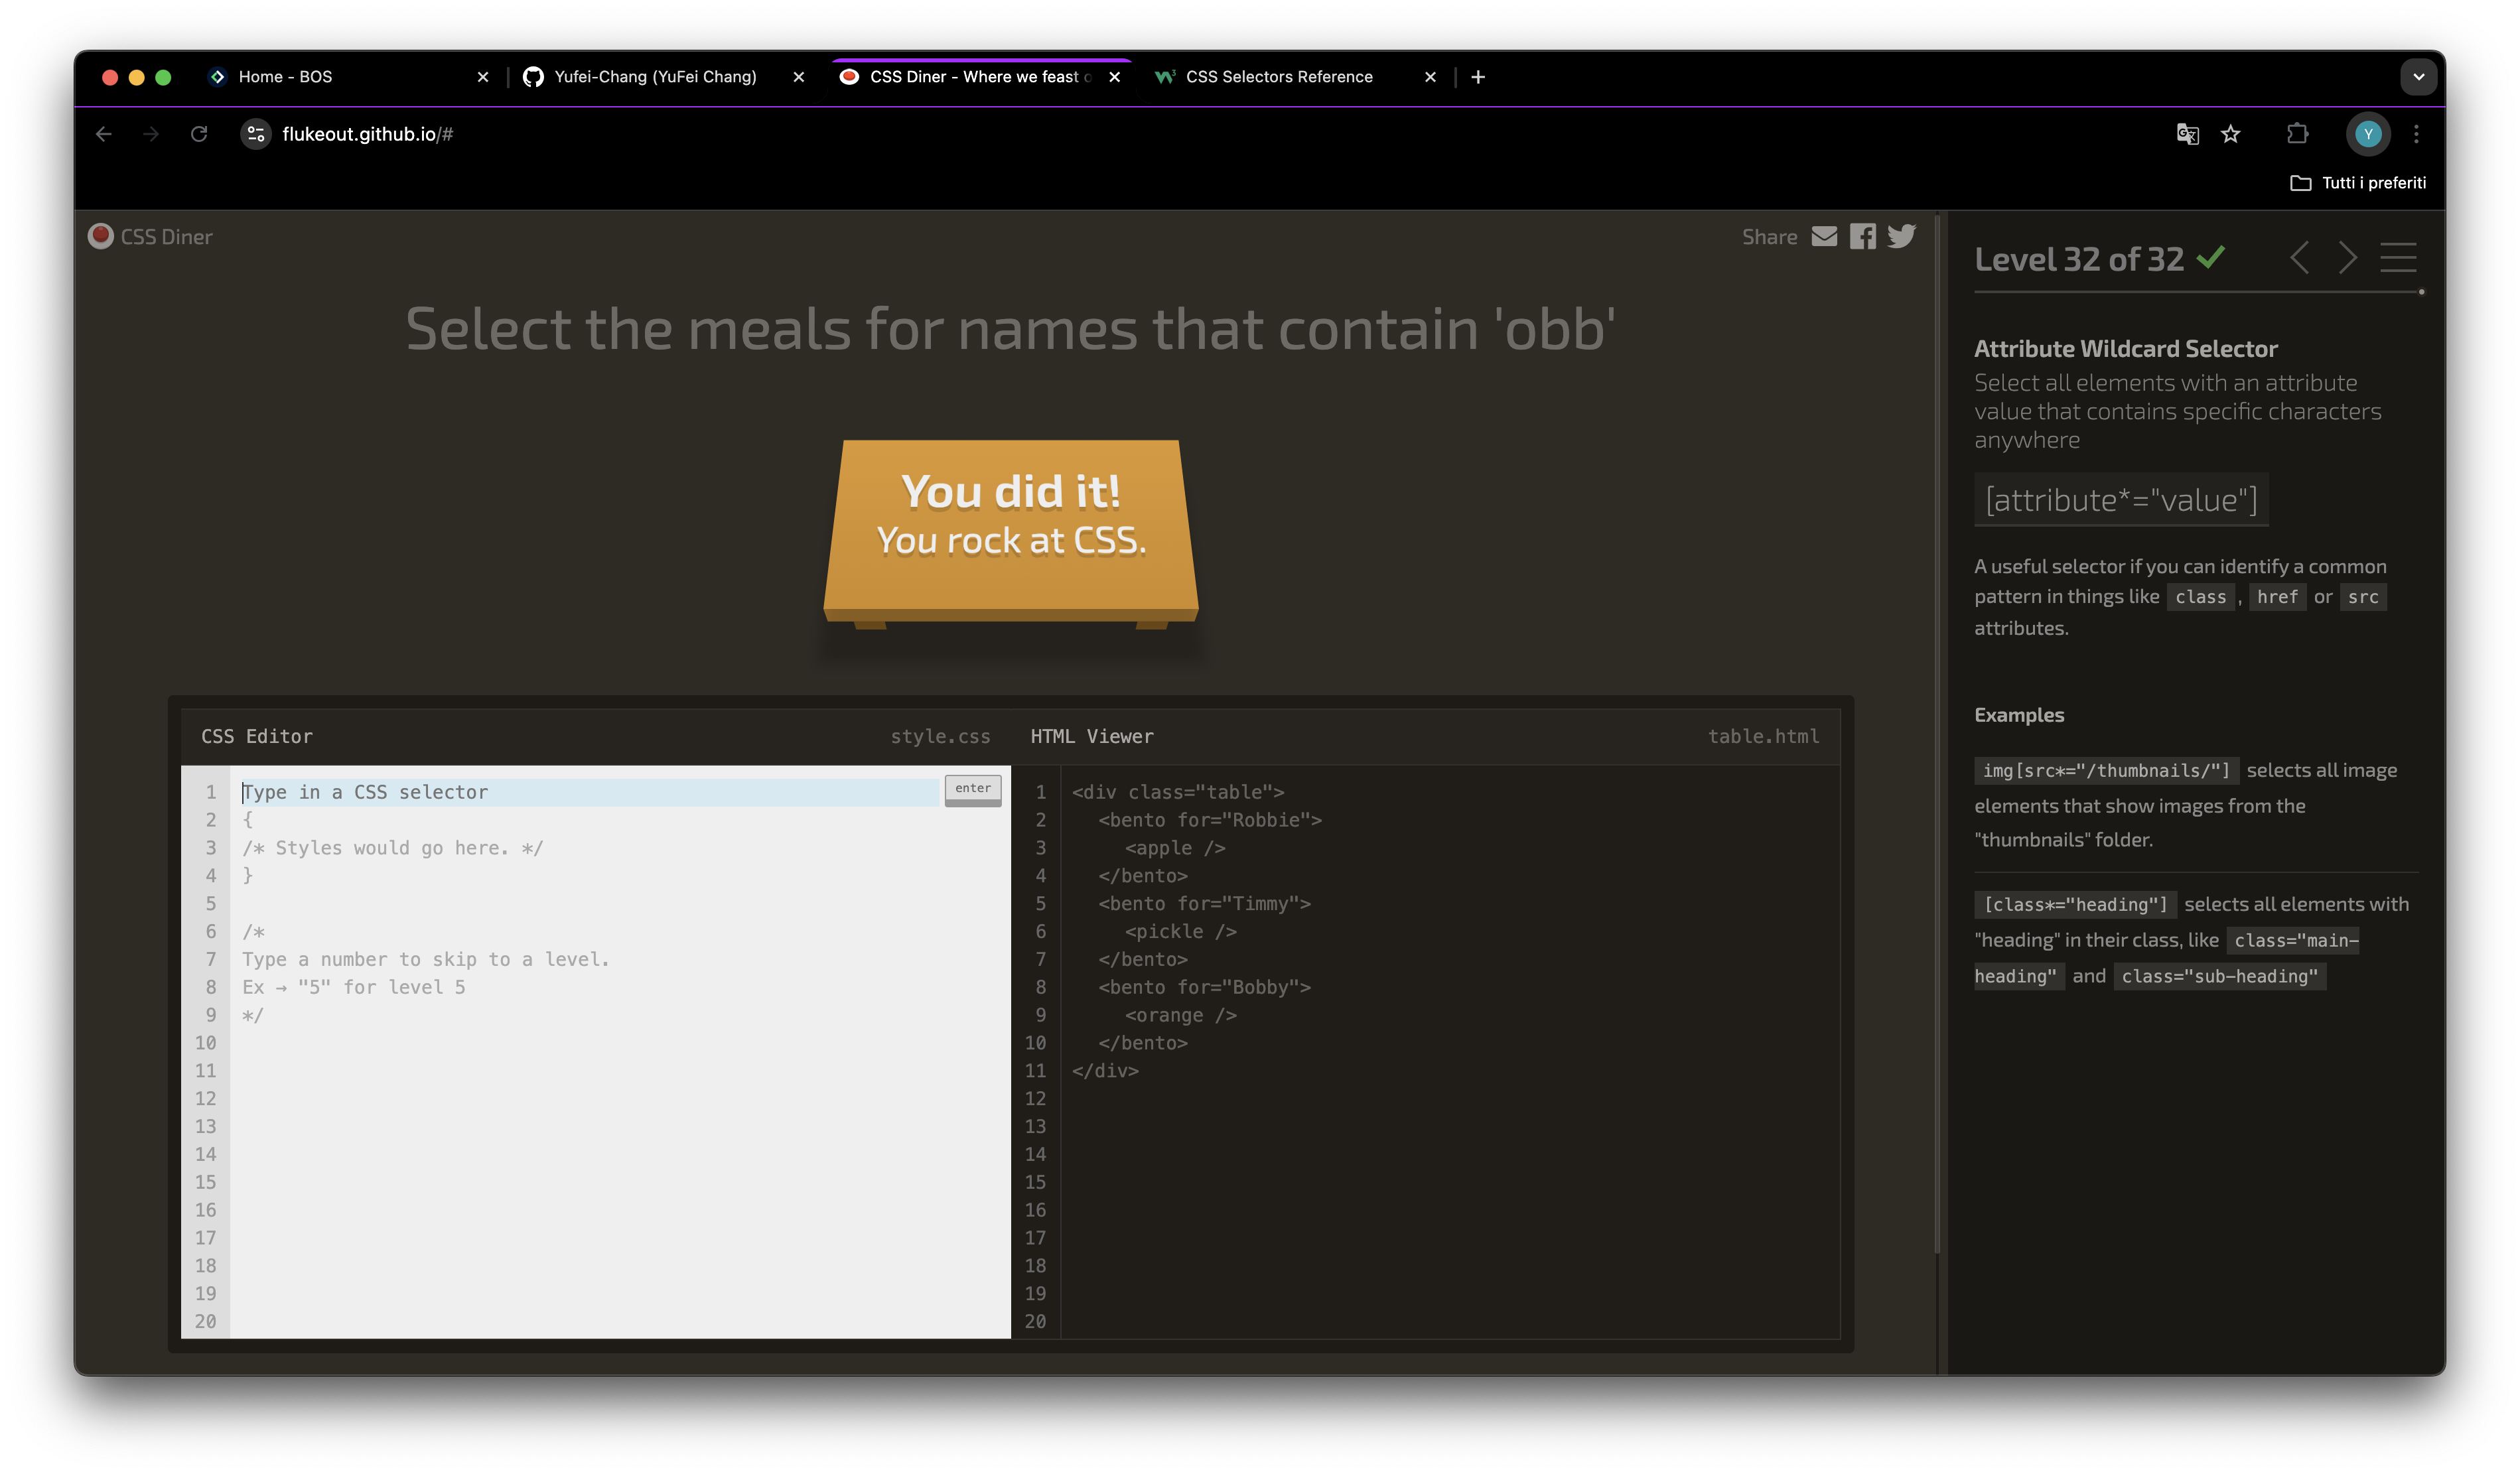 Home - BOS
Yufei-Chang (YuFei Chang)
CSS Diner - Where we feast
CSS Selectors Reference
flukeout.github.io/#
Y
Tutti i preferiti
CSS Diner
Share
Select the meals for names that contain 'obb'
You did it!
You rock at CSS.
CSS Editor
style.css
1 Type in a CSS selector
enter
2 {
3 /* Styles would go here. */
4 }
5
6 /*
7 Type a number to skip to a level.
8 Ex → "5" for level 5
9 */
10
11
12
13
14
15
16
17
18
19
20
HTML Viewer
table.html
1 <div class="table">
2 <bento for="Robbie">
3 <apple />
4 </bento>
5 <bento for="Timmy">
6 <pickle />
7 </bento>
8 <bento for="Bobby">
9 <orange />
10 </bento>
11 </div>
12
13
14
15
16
17
18
19
20
Level 32 of 32
Attribute Wildcard Selector
Select all elements with an attribute
value that contains specific characters
anywhere
[attribute*="value"]
A useful selector if you can identify a common
pattern in things like class, href or src
attributes.
Examples
img[src*="/thumbnails/"] selects all image
elements that show images from the
"thumbnails" folder.
[class*="heading"] selects all elements with
"heading" in their class, like class="main-
heading" and class="sub-heading"